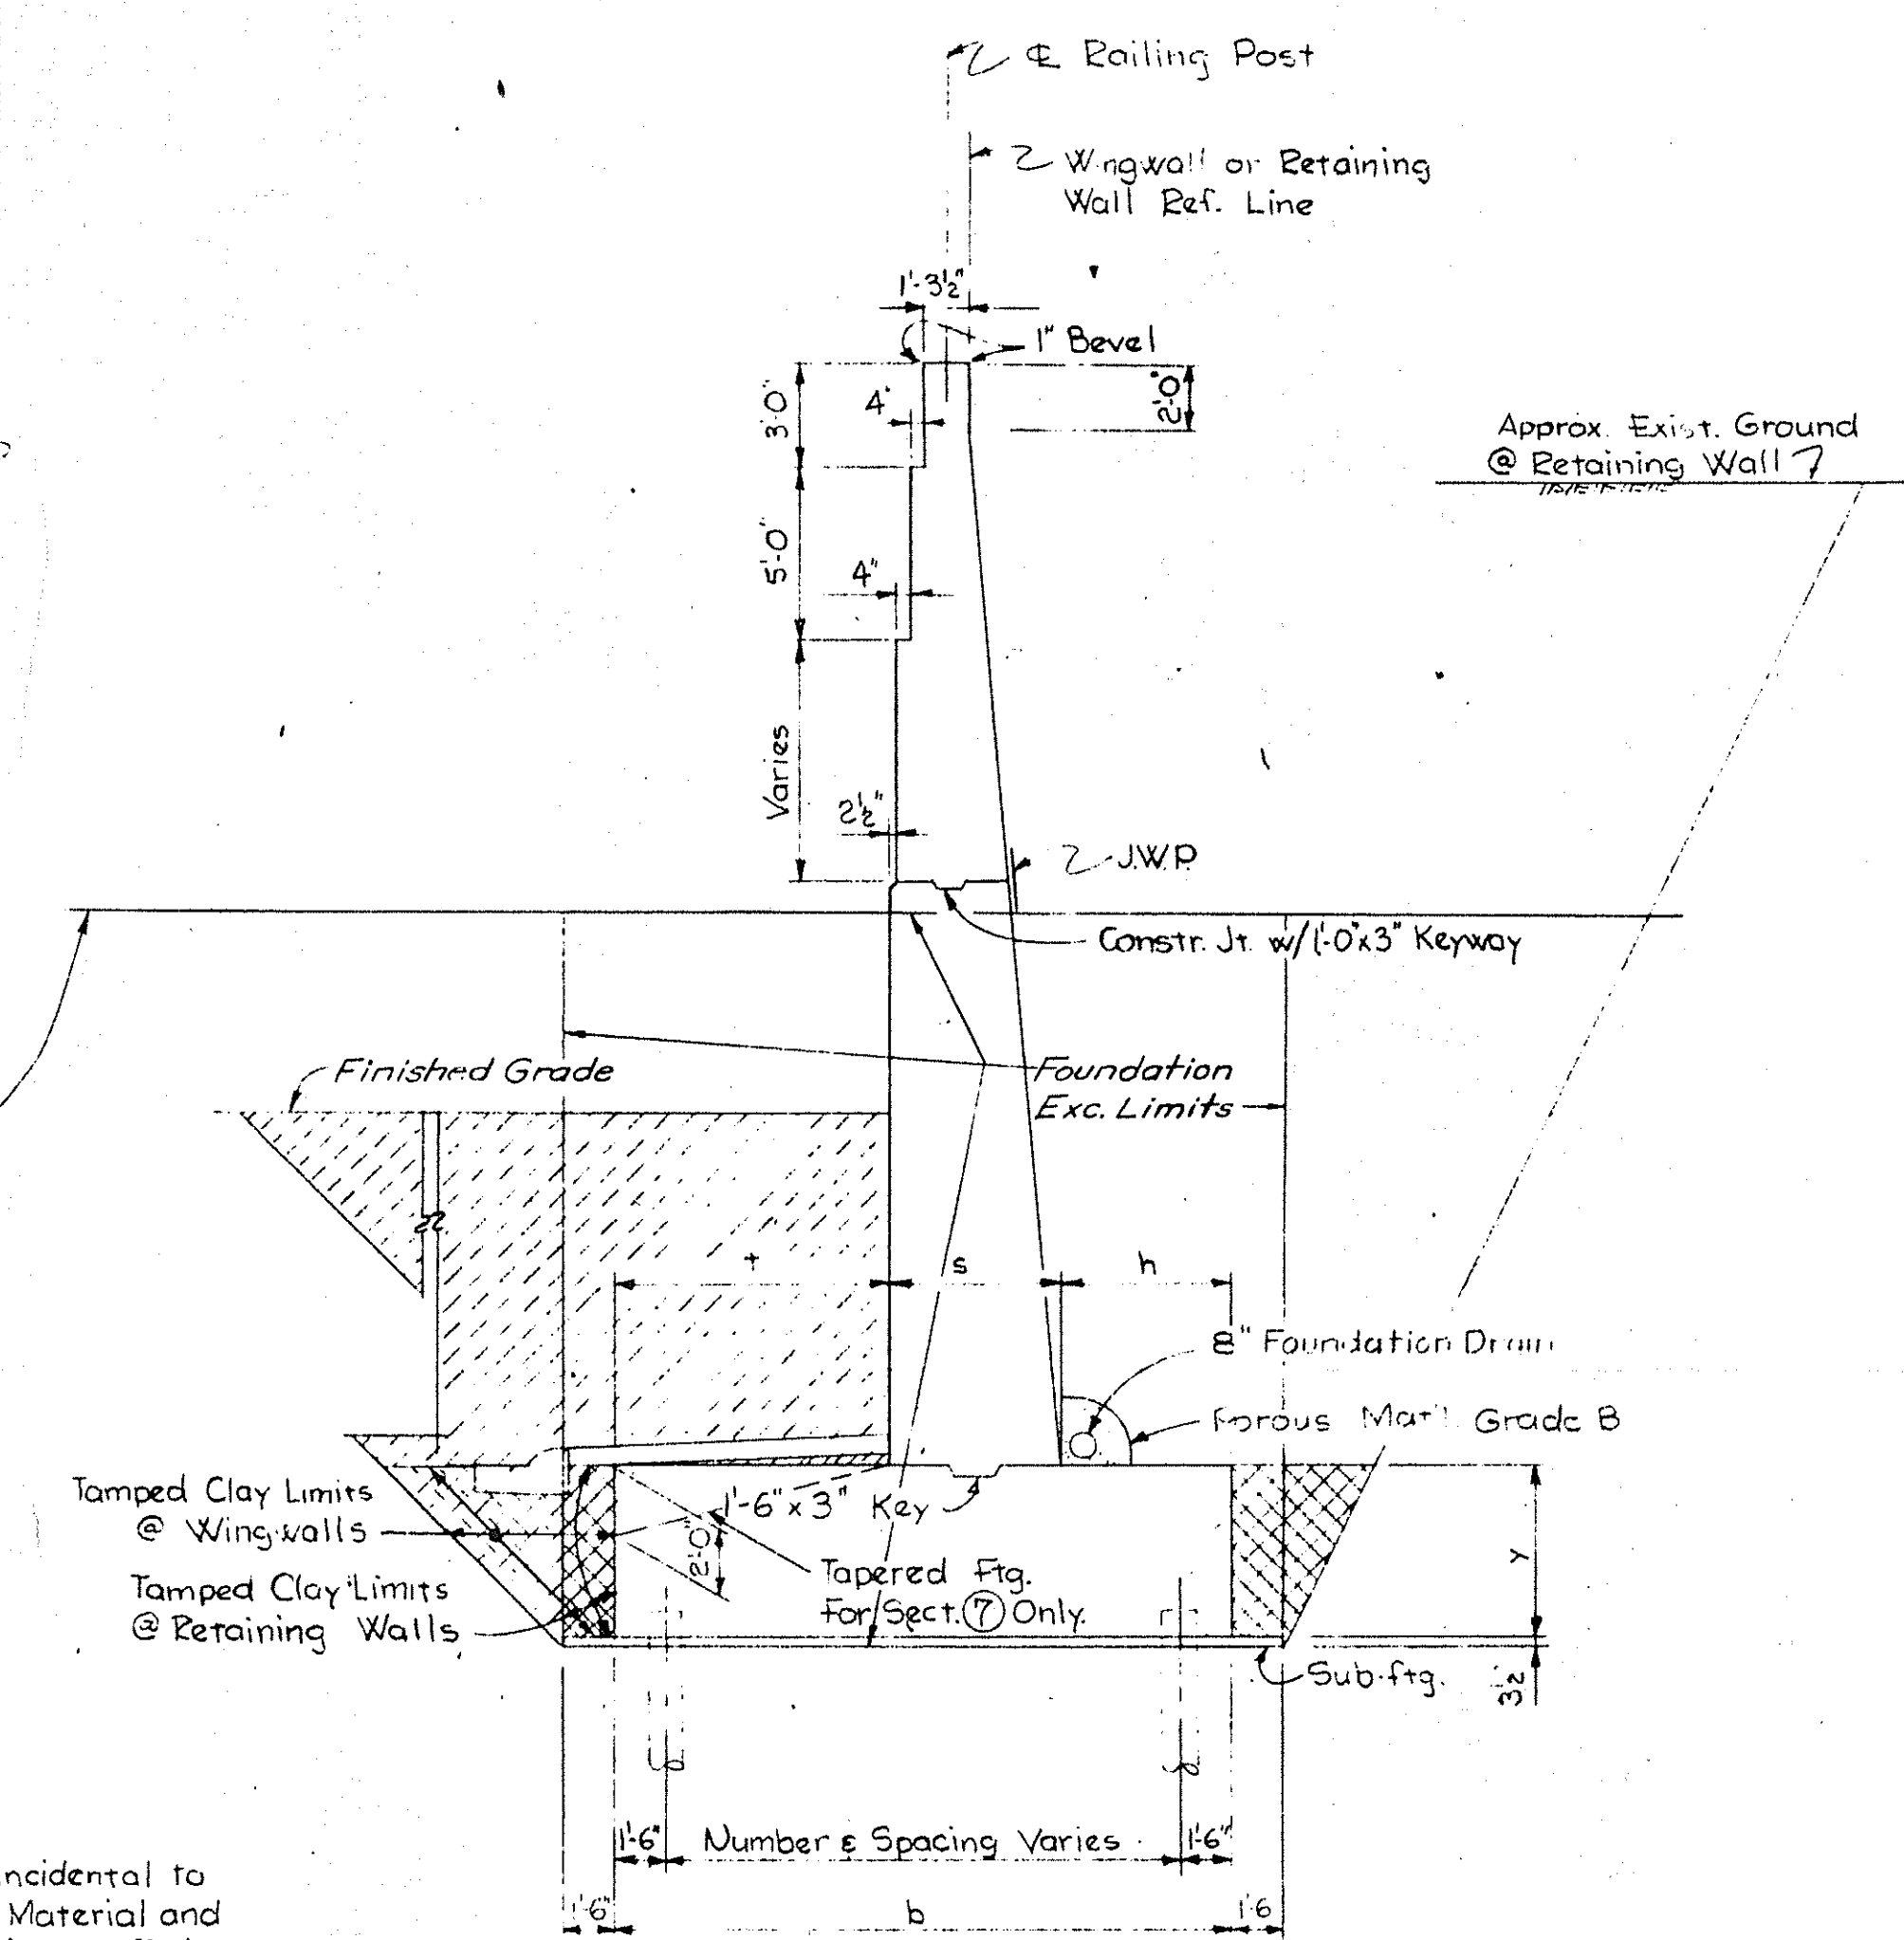 ℄ Railing Post
Wingwall or Retaining
Wall Ref. Line
1'-3½"
1" Bevel
3'-0"
4"
2'-0"
Approx. Exist. Ground
@ Retaining Wall
5'-0"
4"
Varies
2½"
J.W.P.
Constr. Jt. w/1'-0"x3" Keyway
Finished Grade
Foundation
Exc. Limits
t
s
h
8" Foundation Drain
Porous Mat'l. Grade B
Tamped Clay Limits
@ Wingwalls
1'-6"x3" Key
2'-0"
Tapered Ftg.
For Sect. 7 Only.
Tamped Clay Limits
@ Retaining Walls
Y
Sub-ftg.
3½
1'-6"
Number & Spacing Varies
1'-6"
ncidental to
Material and
1'-6"
b
1'-6